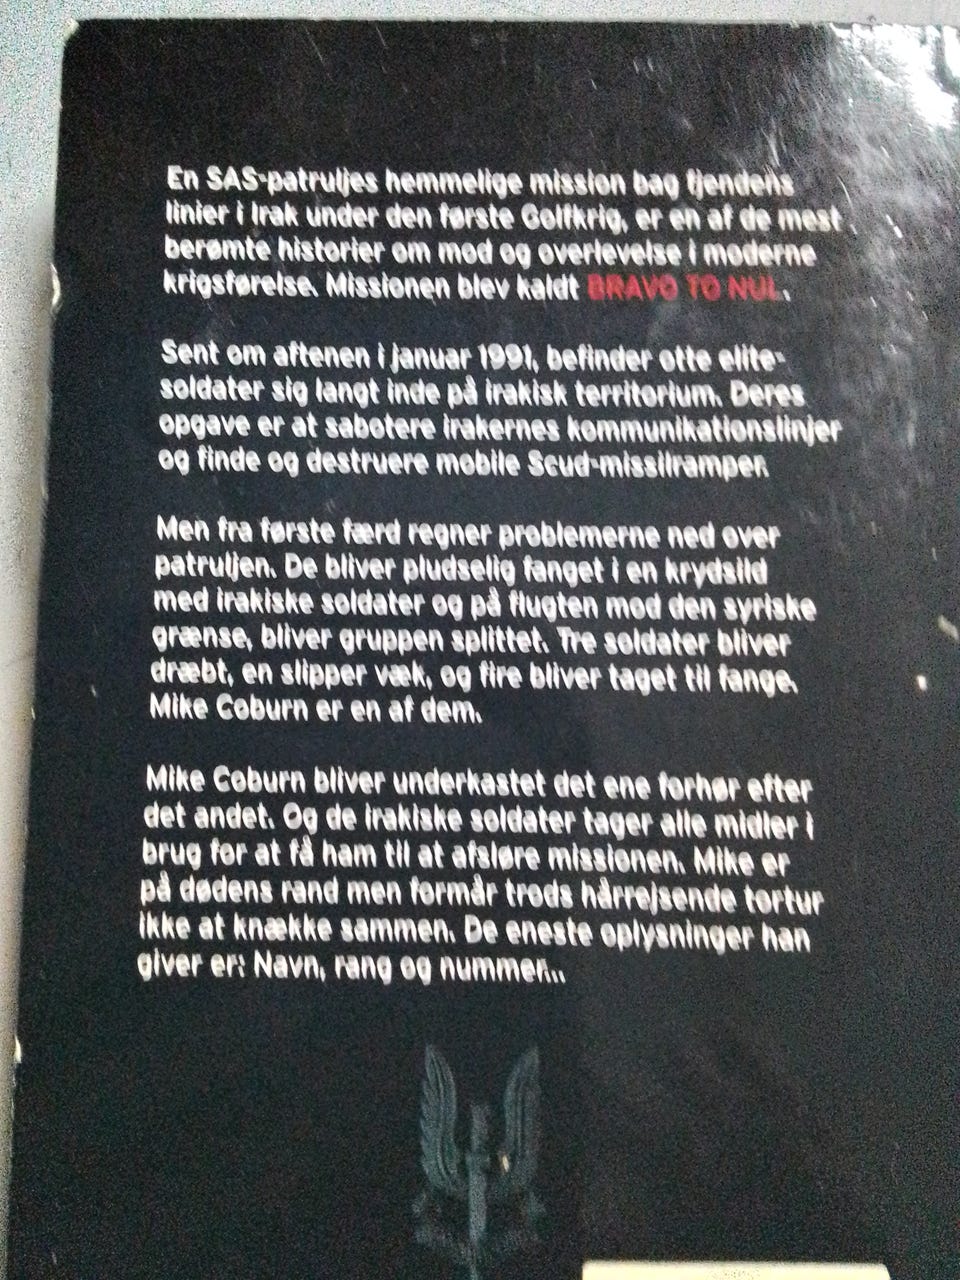 En SAS-patruljes hemmelige mission bag fjendens
linier i Irak under den første Golfkrig, er en af de mest
berømte historier om mod og overlevelse i moderne
krigsførelse. Missionen blev kaldt BRAVO TO NUL.
Sent om aftenen i januar 1991, befinder otte elite-
soldater sig langt inde på irakisk territorium. Deres
opgave er at sabotere irakernes kommunikationslinjer
og finde og destruere mobile Scud-missilramper.
Men fra første færd regner problemerne ned over
patruljen. De bliver pludselig fanget i en krydsild
med irakiske soldater og på flugten mod den syriske
grænse, bliver gruppen splittet. Tre soldater bliver
dræbt, en slipper væk, og fire bliver taget til fange.
Mike Coburn er en af dem.
Mike Coburn bliver underkastet det ene forhør efter
det andet. Og de irakiske soldater tager alle midler i
brug for at få ham til at afsløre missionen. Mike er
på dødens rand men formår trods hårrejsende tortur
ikke at knække sammen. De eneste oplysninger han
giver er: Navn, rang og nummer...